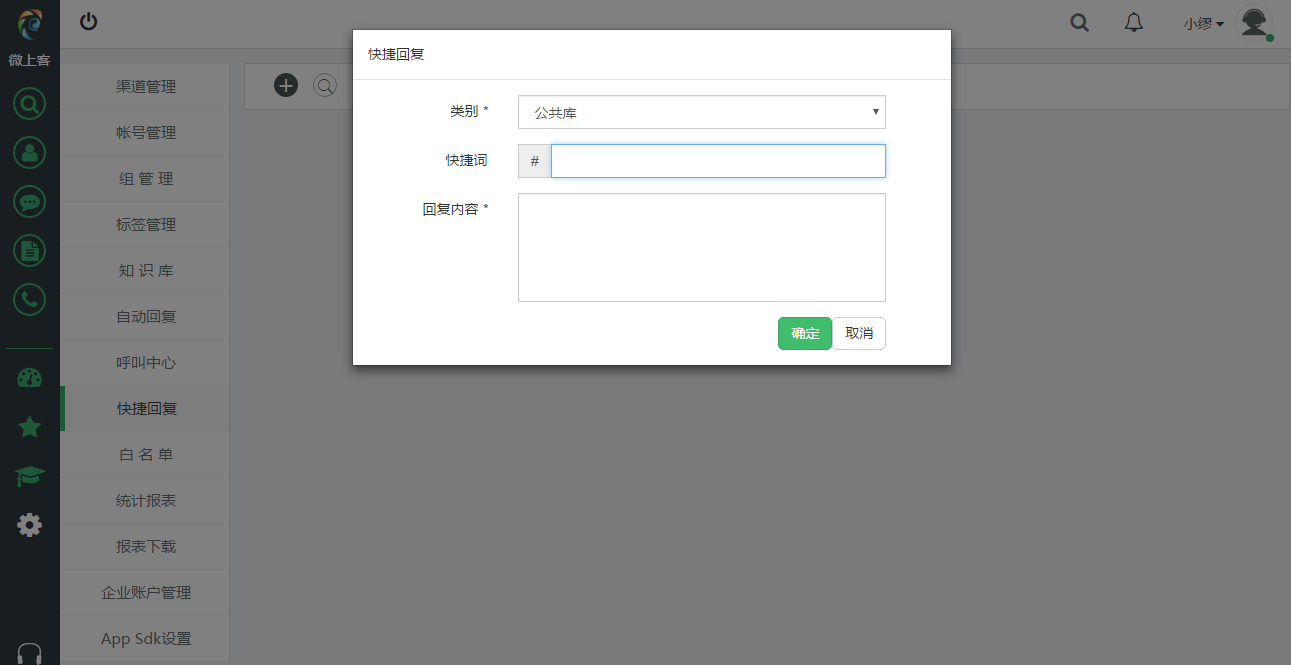 微上客
小缪
渠道管理
帐号管理
组 管 理
标签管理
知 识 库
自动回复
呼叫中心
快捷回复
白 名 单
统计报表
报表下载
企业账户管理
App Sdk设置
快捷回复
类别 *
公共库
快捷词
#
回复内容 *
确定
取消